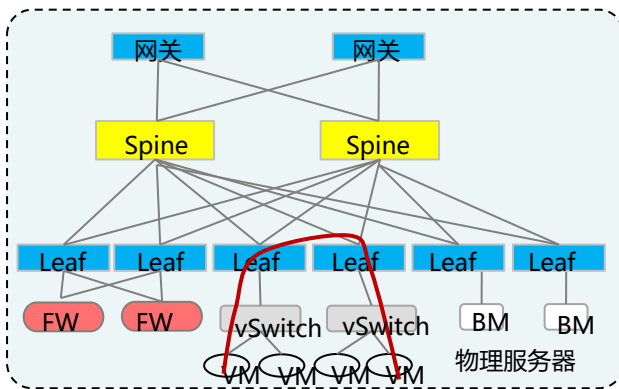 网关 网关
Spine Spine
Leaf Leaf Leaf Leaf Leaf Leaf
FW FW vSwitch vSwitch BM BM
VM VM VM VM 物理服务器